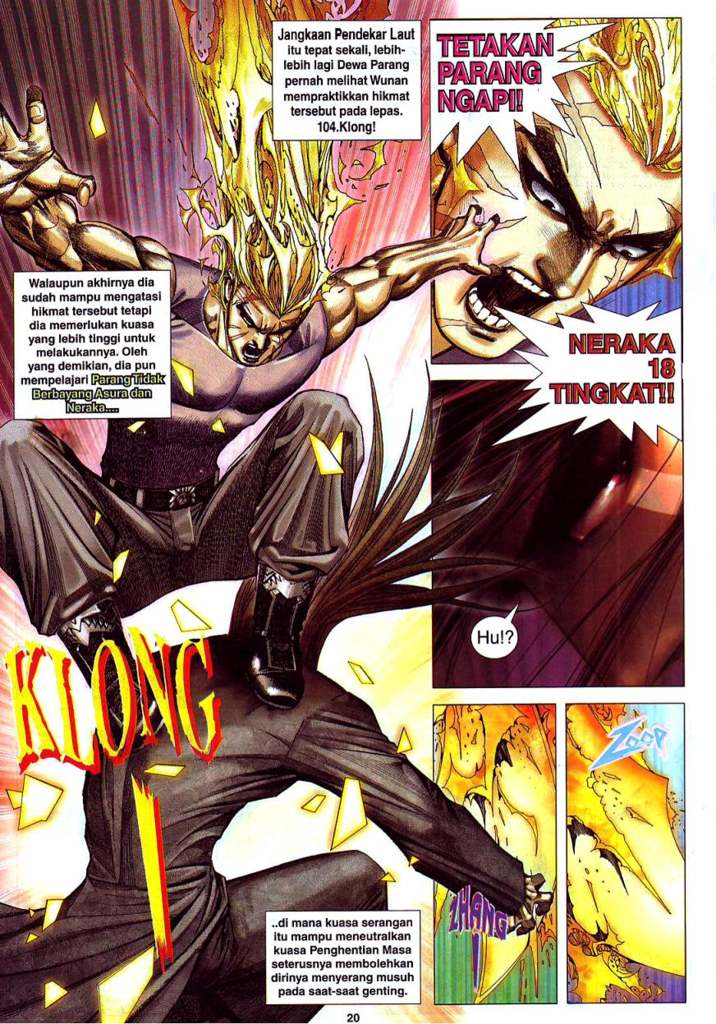 Jangkaan Pendekar Laut
itu tepat sekali, lebih-
lebih lagi Dewa Parang
pernah melihat Wunan
mempraktikkan hikmat
tersebut pada lepas.
104.Klong!
TETAKAN
PARANG
NGAPI!
Walaupun akhirnya dia
sudah mampu mengatasi
hikmat tersebut tetapi
dia memerlukan kuasa
yang lebih tinggi untuk
melakukannya. Oleh
yang demikian, dia pun
mempelajari Parang Tidak
Berbayang Asura dan
Neraka....
NERAKA
18
TINGKAT!!
Hu!?
KLONG
!
ZOOP
ZHANG
!
..di mana kuasa serangan
itu mampu meneutralkan
kuasa Penghentian Masa
seterusnya membolehkan
dirinya menyerang musuh
pada saat-saat genting.
20